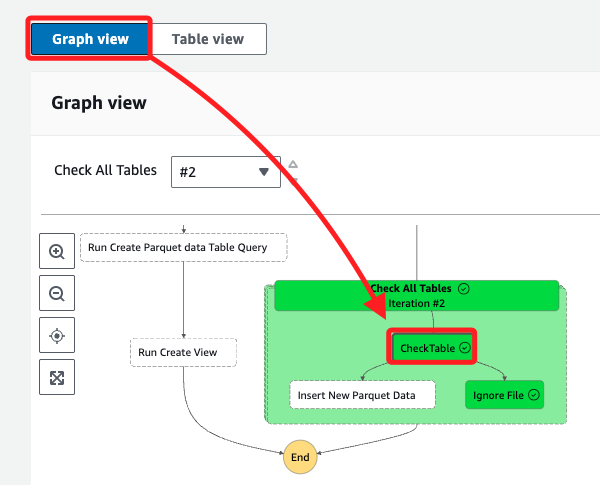 Graph view
Table view
Graph view
Check All Tables
#2
Run Create Parquet data Table Query
Check All Tables
Iteration #2
Run Create View
CheckTable
Insert New Parquet Data
Ignore File
End